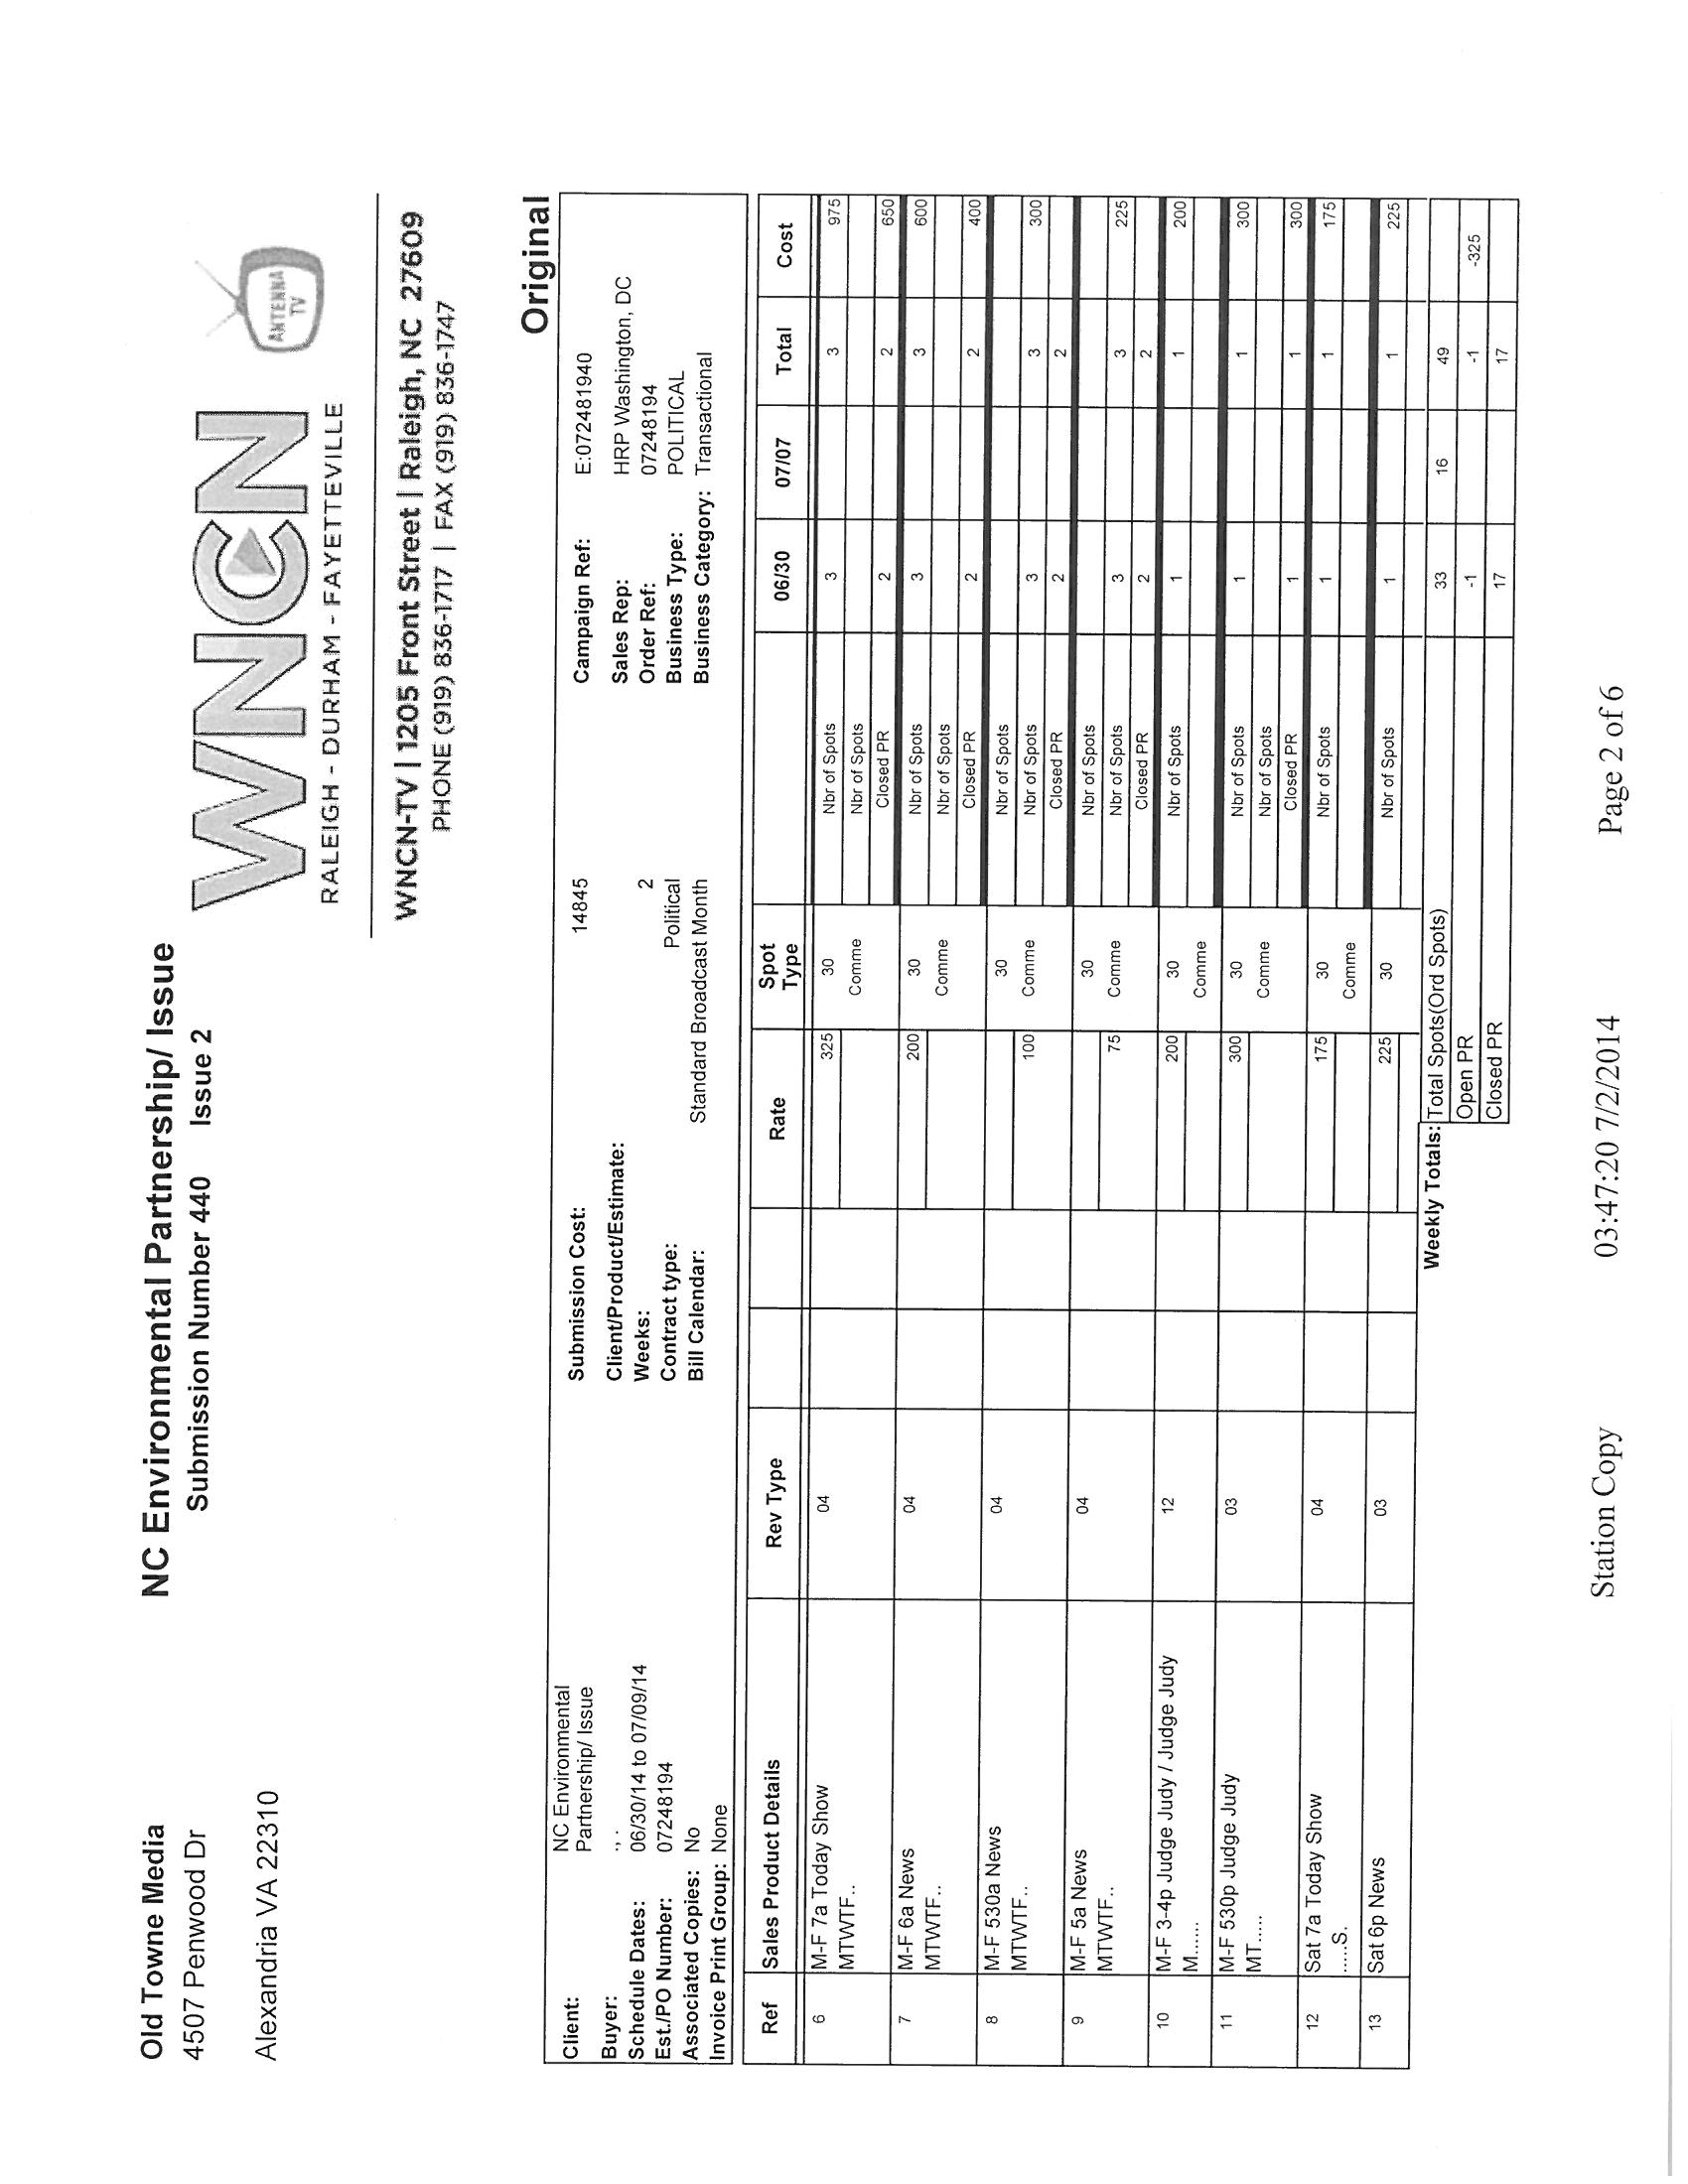 Old Towne Media
4507 Penwood Dr
Alexandria VA 22310
NC Environmental Partnership/ Issue
Submission Number 440 Issue 2
WNCN
RALEIGH - DURHAM - FAYETTEVILLE
ANTENNA
TV
WNCN-TV | 1205 Front Street | Raleigh, NC 27609
PHONE (919) 836-1717 | FAX (919) 836-1747
Original
Client: NC Environmental Partnership/ Issue Submission Cost: 14845 Campaign Ref: E:072481940
Buyer: ., . Client/Product/Estimate: Sales Rep: HRP Washington, DC
Schedule Dates: 06/30/14 to 07/09/14 Weeks: 2 Order Ref: 07248194
Est./PO Number: 07248194 Contract type: Political Business Type: POLITICAL
Associated Copies: No Bill Calendar: Standard Broadcast Month Business Category: Transactional
Invoice Print Group: None
Ref Sales Product Details Rev Type Rate Spot Type 06/30 07/07 Total Cost
6 M-F 7a Today Show 04 325 30 Nbr of Spots 3 3 975
MTWTF.. Comme Nbr of Spots
Closed PR 2 2 650
7 M-F 6a News 04 200 30 Nbr of Spots 3 3 600
MTWTF.. Comme Nbr of Spots
Closed PR 2 2 400
8 M-F 530a News 04 30 Nbr of Spots
MTWTF.. 100 Comme Nbr of Spots 3 3 300
Closed PR 2 2
9 M-F 5a News 04 30 Nbr of Spots
MTWTF.. 75 Comme Nbr of Spots 3 3 225
Closed PR 2 2
10 M-F 3-4p Judge Judy / Judge Judy 12 200 30 Nbr of Spots 1 1 200
M...... Comme
11 M-F 530p Judge Judy 03 300 30 Nbr of Spots 1 1 300
MT..... Comme Nbr of Spots
Closed PR 1 1 300
12 Sat 7a Today Show 04 175 30 Nbr of Spots 1 1 175
.....S. Comme
13 Sat 6p News 03 225 30 Nbr of Spots 1 1 225
Weekly Totals: Total Spots(Ord Spots) 33 16 49
Open PR -1 -1 -325
Closed PR 17 17
Station Copy 03:47:20 7/2/2014 Page 2 of 6